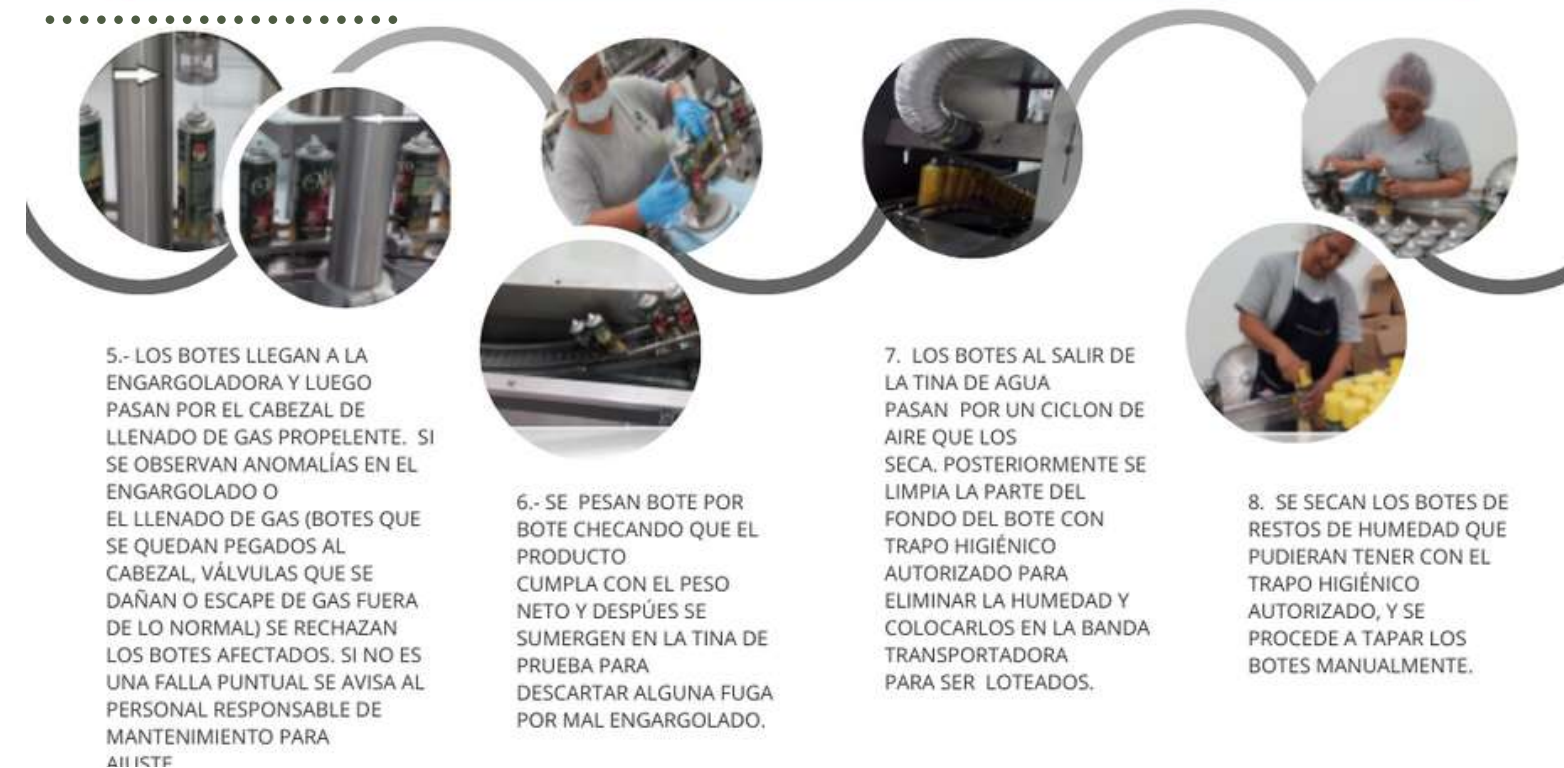 5.- LOS BOTES LLEGAN A LA
ENGARGOLADORA Y LUEGO
PASAN POR EL CABEZAL DE
LLENADO DE GAS PROPELENTE.  SI
SE OBSERVAN ANOMALÍAS EN EL
ENGARGOLADO O
EL LLENADO DE GAS (BOTES QUE
SE QUEDAN PEGADOS AL
CABEZAL, VÁLVULAS QUE SE
DAÑAN O ESCAPE DE GAS FUERA
DE LO NORMAL) SE RECHAZAN
LOS BOTES AFECTADOS. SI NO ES
UNA FALLA PUNTUAL SE AVISA AL
PERSONAL RESPONSABLE DE
MANTENIMIENTO PARA
AJUSTE
6.- SE  PESAN BOTE POR
BOTE CHECANDO QUE EL
PRODUCTO
CUMPLA CON EL PESO
NETO Y DESPÚES SE
SUMERGEN EN LA TINA DE
PRUEBA PARA
DESCARTAR ALGUNA FUGA
POR MAL ENGARGOLADO.
7.  LOS BOTES AL SALIR DE
LA TINA DE AGUA
PASAN  POR UN CICLON DE
AIRE QUE LOS
SECA. POSTERIORMENTE SE
LIMPIA LA PARTE DEL
FONDO DEL BOTE CON
TRAPO HIGIÉNICO
AUTORIZADO PARA
ELIMINAR LA HUMEDAD Y
COLOCARLOS EN LA BANDA
TRANSPORTADORA
PARA SER  LOTEADOS.
8.  SE SECAN LOS BOTES DE
RESTOS DE HUMEDAD QUE
PUDIERAN TENER CON EL
TRAPO HIGIÉNICO
AUTORIZADO, Y SE
PROCEDE A TAPAR LOS
BOTES MANUALMENTE.